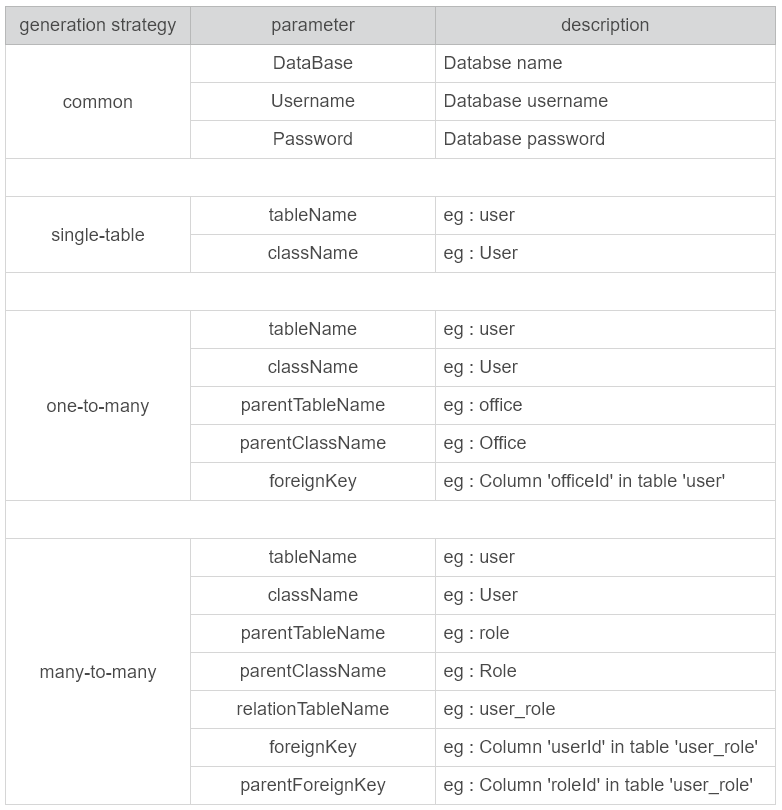 generation strategy parameter description
common
DataBase Databse name
Username Database username
Password Database password
single-table
tableName eg : user
className eg : User
one-to-many
tableName eg : user
className eg : User
parentTableName eg : office
parentClassName eg : Office
foreignKey eg : Column 'officeId' in table 'user'
many-to-many
tableName eg : user
className eg : User
parentTableName eg : role
parentClassName eg : Role
relationTableName eg : user_role
foreignKey eg : Column 'userId' in table 'user_role'
parentForeignKey eg : Column 'roleId' in table 'user_role'